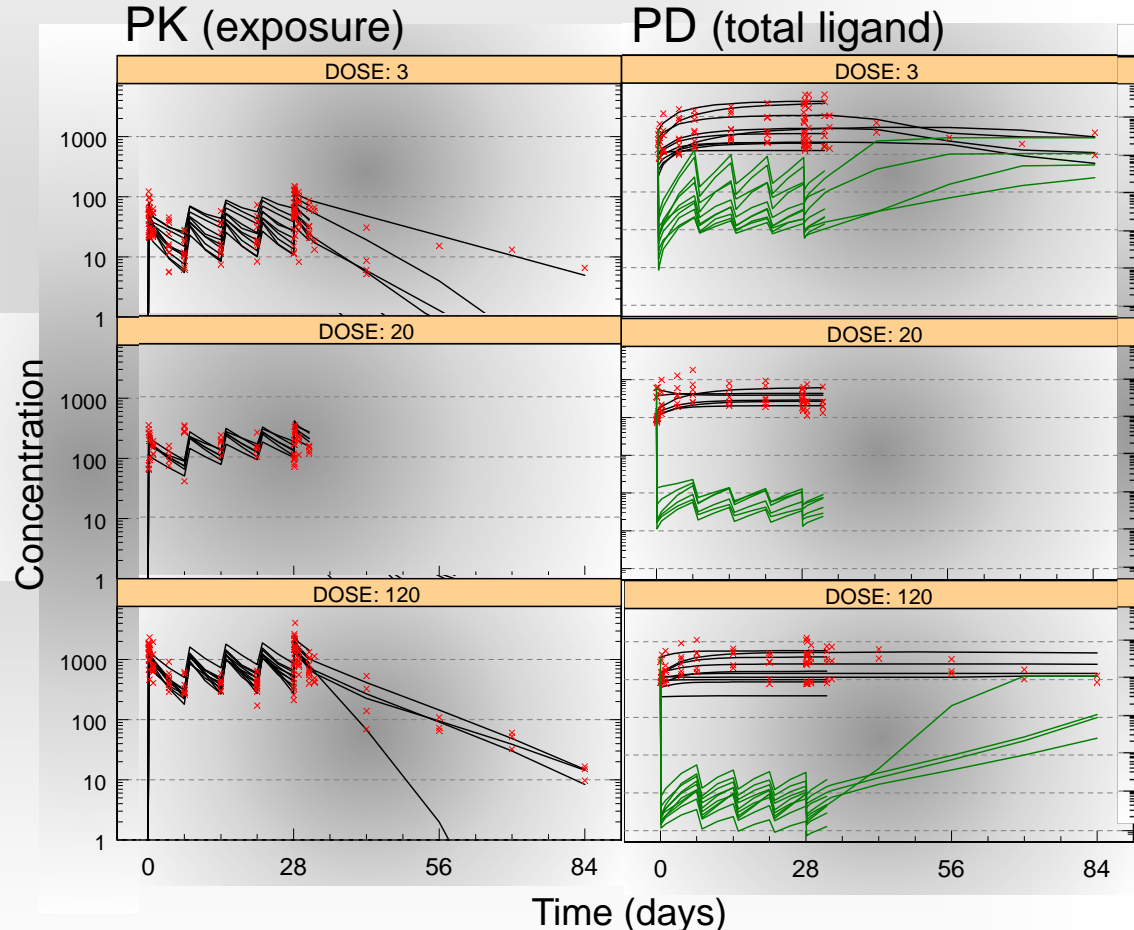 PK (exposure)
PD (total ligand)
DOSE: 3
DOSE: 3
1000
100
10
1
DOSE: 20
DOSE: 20
1000
100
10
1
DOSE: 120
DOSE: 120
1000
100
10
1
Concentration
0 28 56 84
0 28 56 84
Time (days)